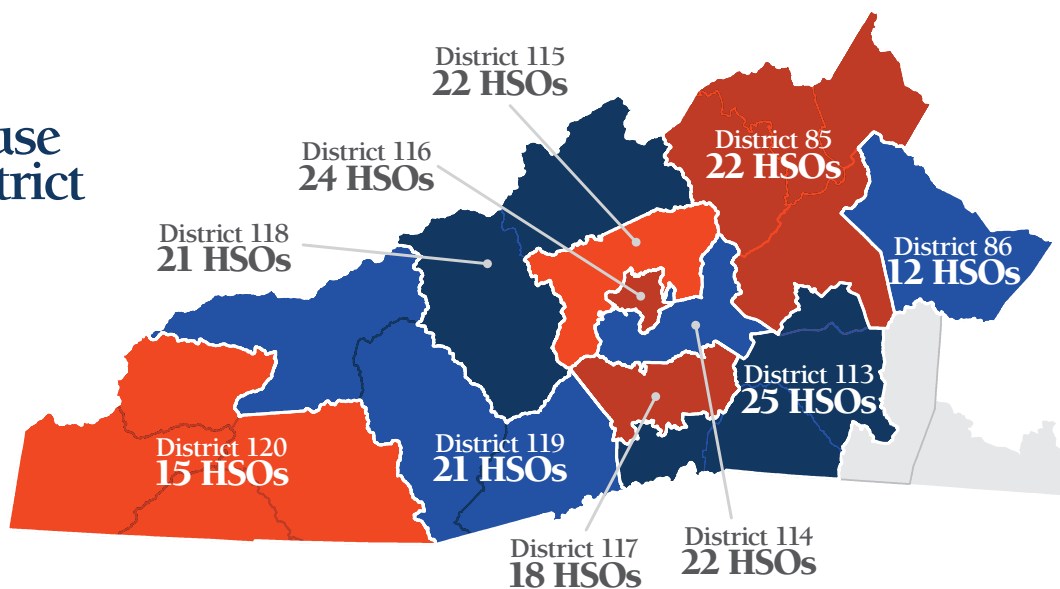 use
trict
District 115
22 HSOs
District 116
24 HSOs
District 118
21 HSOs
District 85
22 HSOs
District 86
12 HSOs
District 113
25 HSOs
District 120
15 HSOs
District 119
21 HSOs
District 117
18 HSOs
District 114
22 HSOs